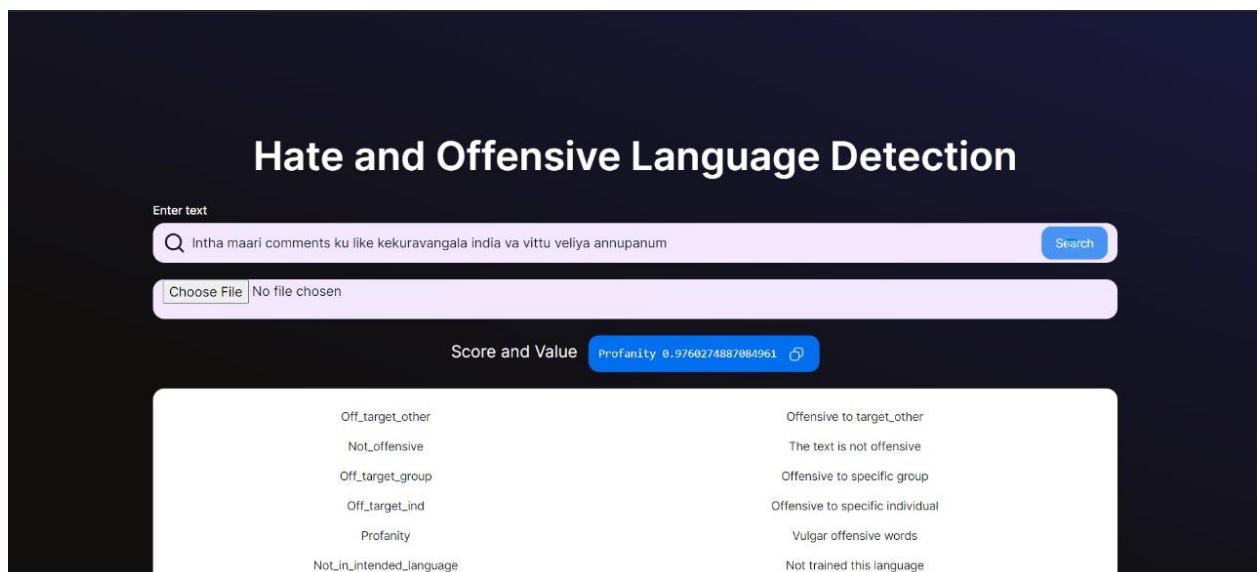 Hate and Offensive Language Detection
Enter text
Intha maari comments ku like kekuravangala india va vittu veliya annupanum
Search
Choose File No file chosen
Score and Value Profanity 0.9760274887084961
Off_target_other Offensive to target_other
Not_offensive The text is not offensive
Off_target_group Offensive to specific group
Off_target_ind Offensive to specific individual
Profanity Vulgar offensive words
Not_in_intended_language Not trained this language